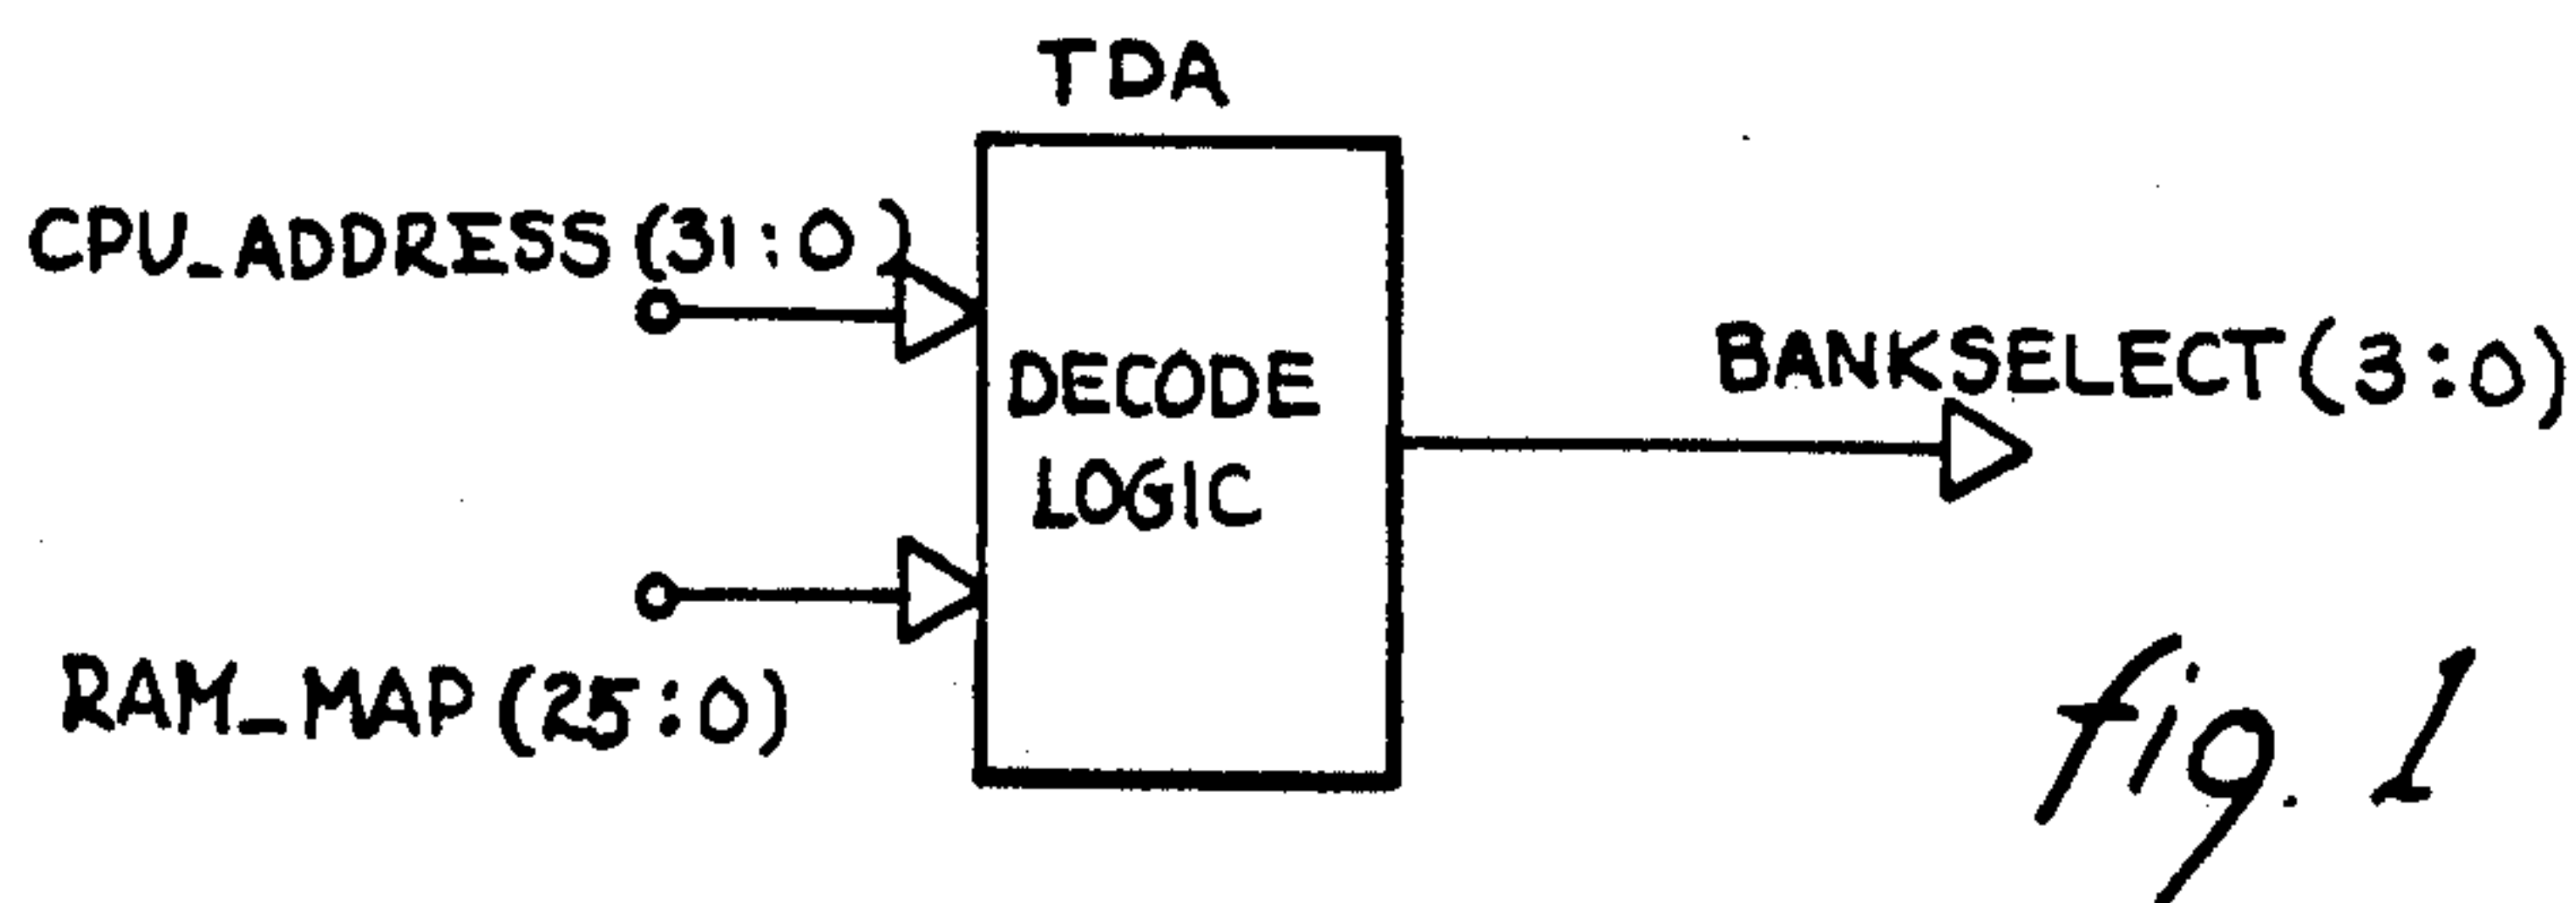 TDA
CPU_ADDRESS (31:0)
DECODE
LOGIC
BANKSELECT (3:0)
RAM_MAP (25:0)
fig. 1